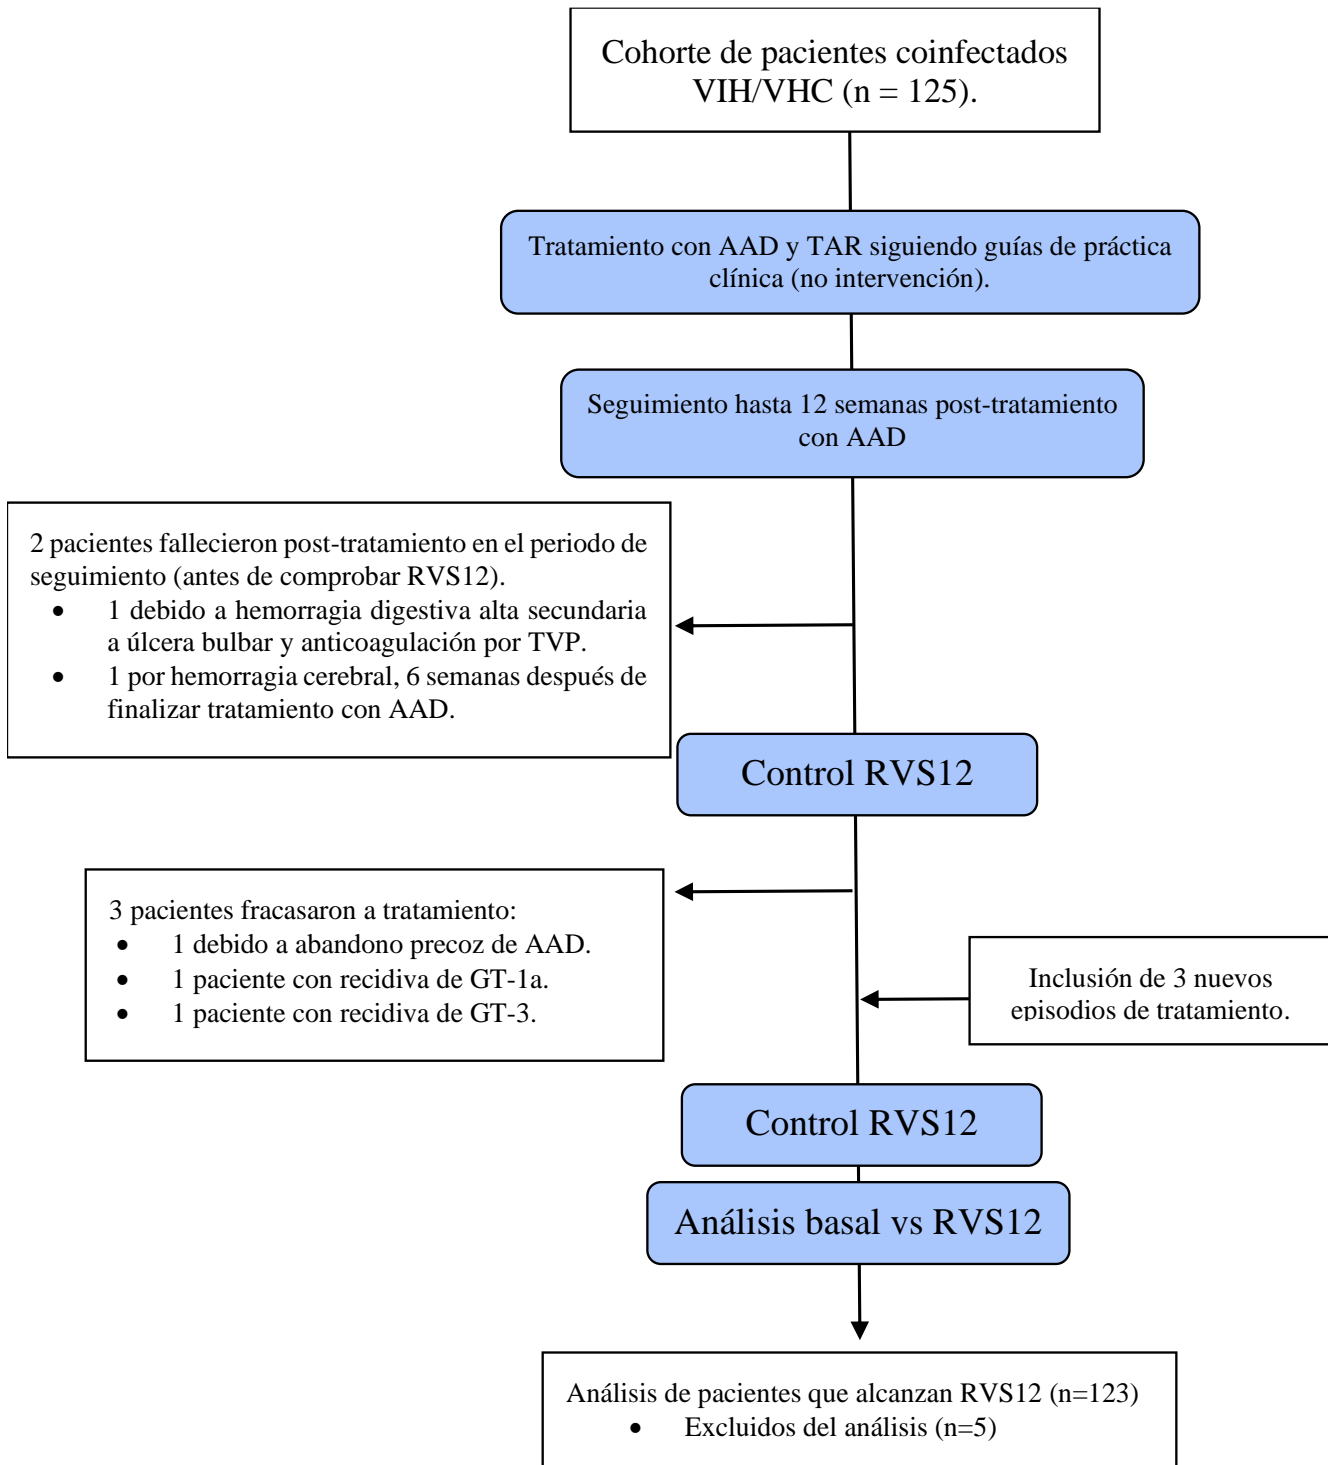 Cohorte de pacientes coinfectados
VIH/VHC (n = 125).
Tratamiento con AAD y TAR siguiendo guías de práctica
clínica (no intervención).
Seguimiento hasta 12 semanas post-tratamiento
con AAD
2 pacientes fallecieron post-tratamiento en el periodo de
seguimiento (antes de comprobar RVS12).
• 1 debido a hemorragia digestiva alta secundaria
a úlcera bulbar y anticoagulación por TVP.
• 1 por hemorragia cerebral, 6 semanas después de
finalizar tratamiento con AAD.
Control RVS12
3 pacientes fracasaron a tratamiento:
• 1 debido a abandono precoz de AAD.
• 1 paciente con recidiva de GT-1a.
• 1 paciente con recidiva de GT-3.
Inclusión de 3 nuevos
episodios de tratamiento.
Control RVS12
Análisis basal vs RVS12
Análisis de pacientes que alcanzan RVS12 (n=123)
• Excluidos del análisis (n=5)